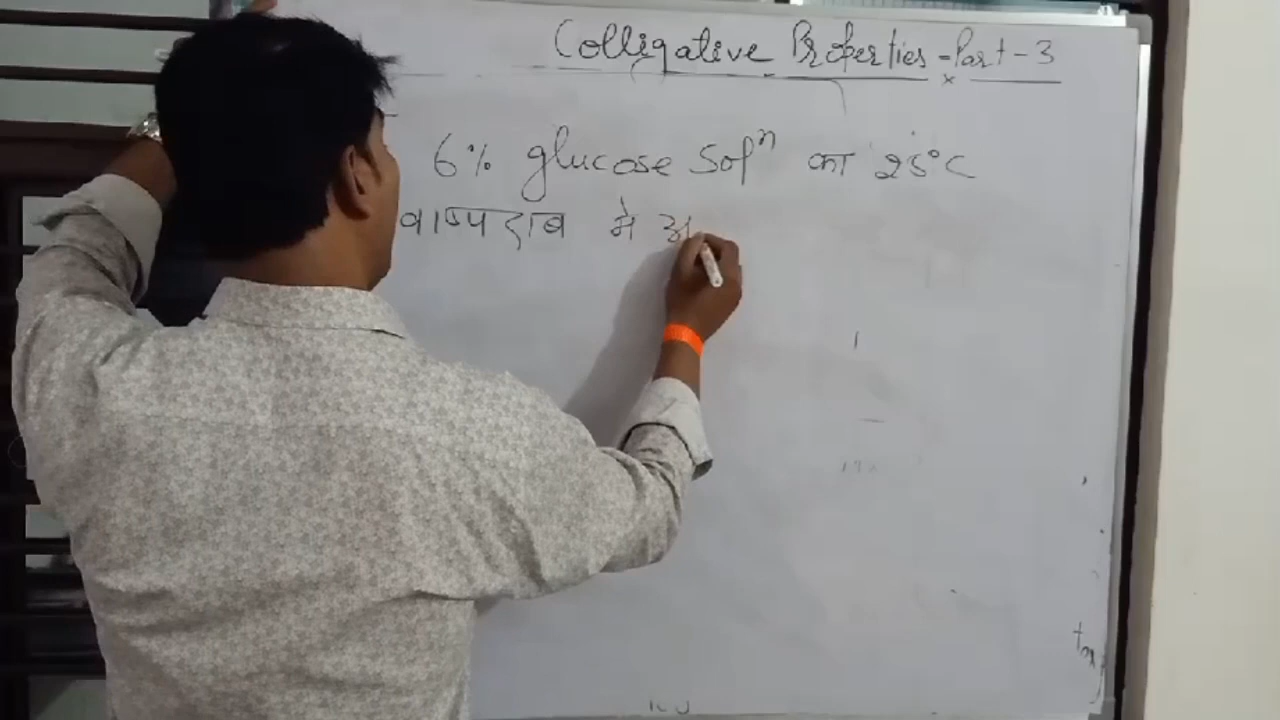 Colligative Properties - Part - 3
6% glucose Solⁿ का 25°C
वाष्पदाब मे अ